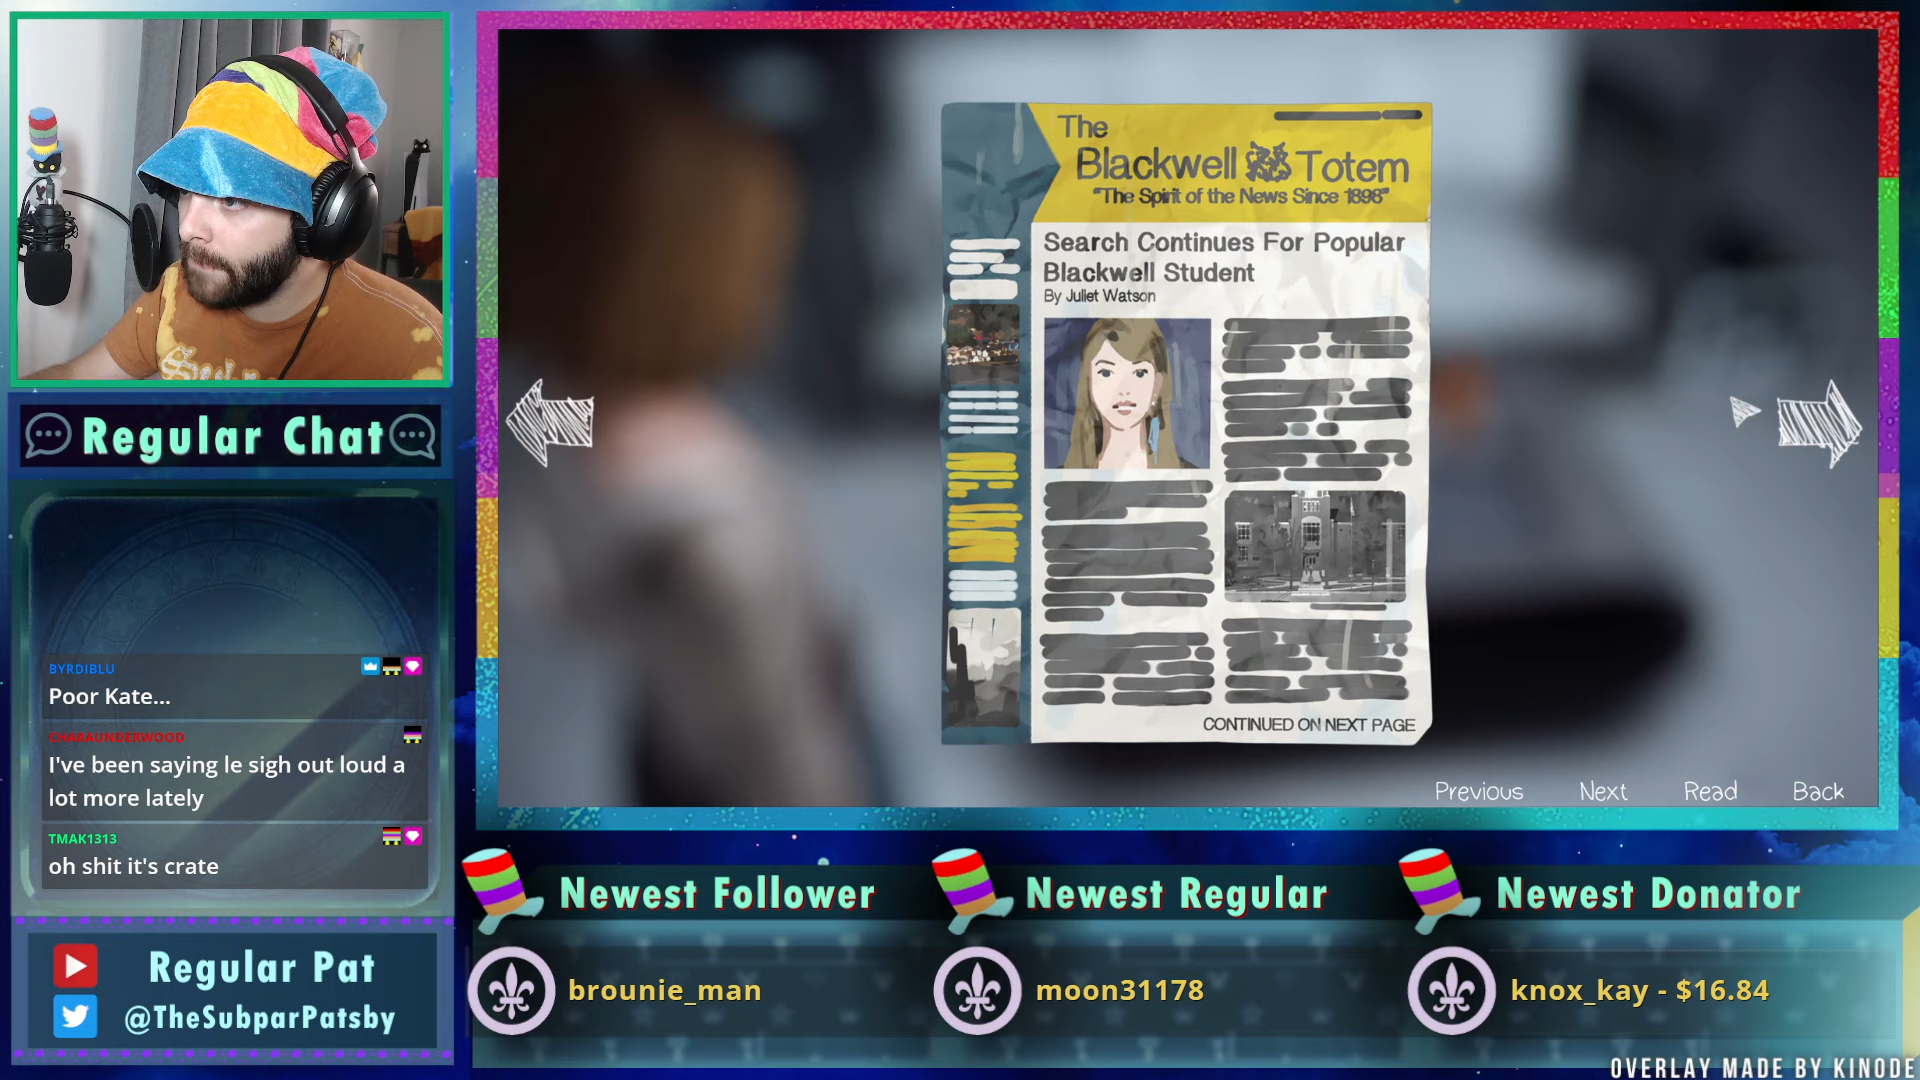 The
Blackwell Totem
"The Spirit of the News Since 1898"
Search Continues For Popular
Blackwell Student
By Juliet Watson
CONTINUED ON NEXT PAGE
Previous Next Read Back
Regular Chat
BYRDIBLU
Poor Kate...
CHARAUNDERWOOD
I've been saying le sigh out loud a
lot more lately
TMAK1313
oh shit it's crate
Regular Pat
@TheSubparPatsby
Newest Follower
brounie_man
Newest Regular
moon31178
Newest Donator
knox_kay - $16.84
OVERLAY MADE BY KINODE